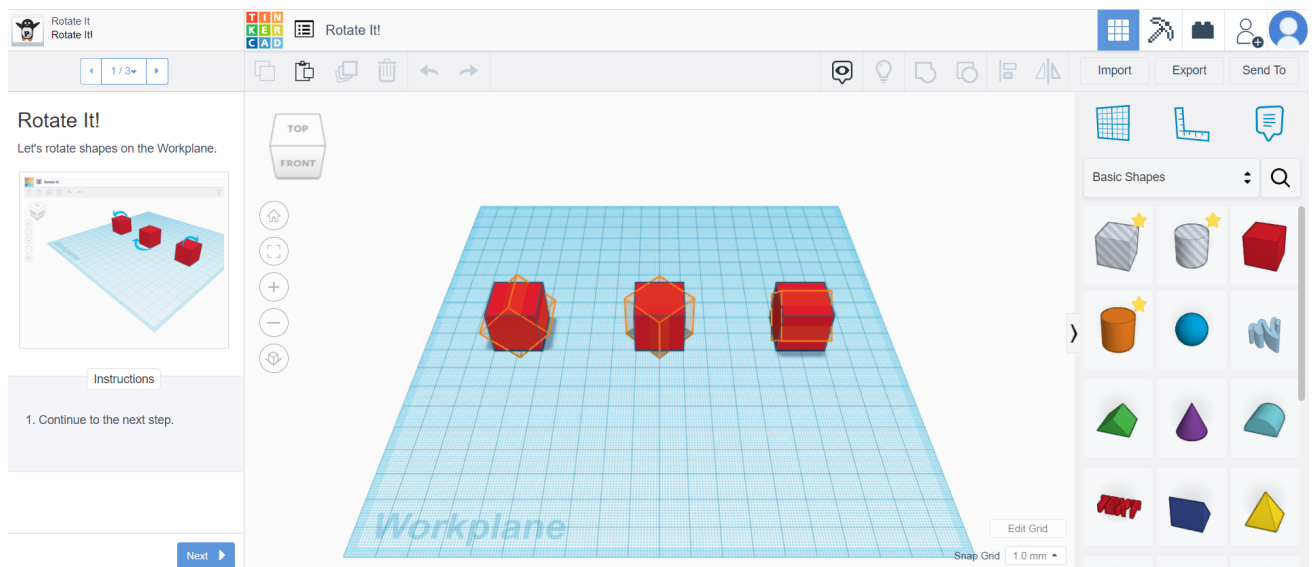 Rotate It
Rotate It!
TIN
KER
CAD
Rotate It!
1 / 3
Import
Export
Send To
Rotate It!
Let's rotate shapes on the Workplane.
Instructions
1. Continue to the next step.
Next
TOP
FRONT
Workplane
Edit Grid
Snap Grid
1.0 mm
Basic Shapes
TEXT